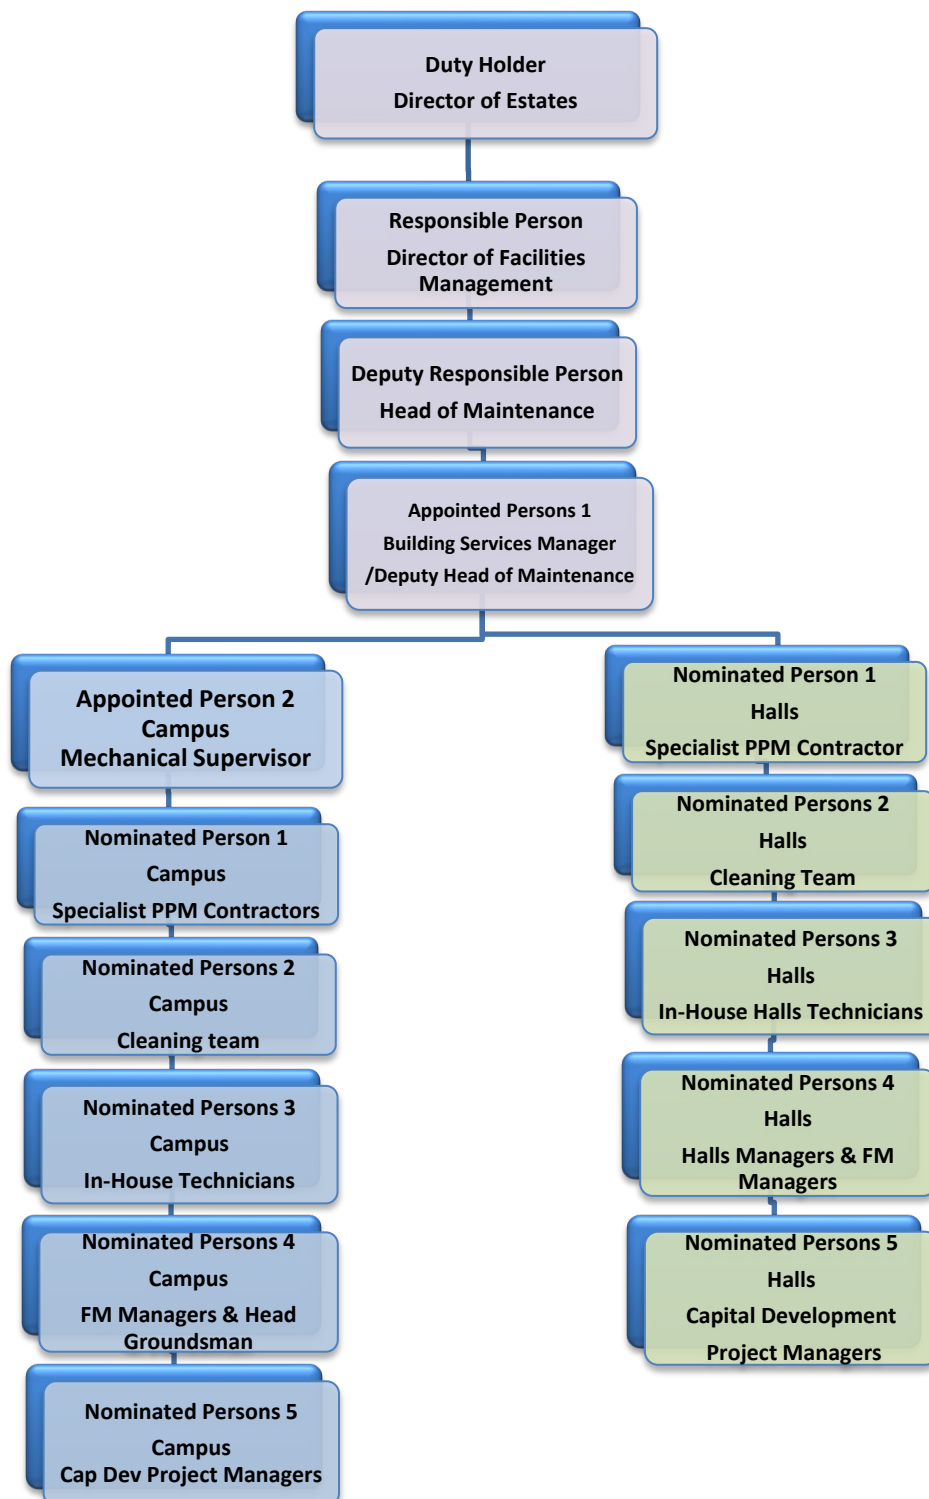 Duty Holder
Director of Estates
Responsible Person
Director of Facilities
Management
Deputy Responsible Person
Head of Maintenance
Appointed Persons 1
Building Services Manager
/Deputy Head of Maintenance
Appointed Person 2
Campus
Mechanical Supervisor
Nominated Person 1
Campus
Specialist PPM Contractors
Nominated Persons 2
Campus
Cleaning team
Nominated Persons 3
Campus
In-House Technicians
Nominated Persons 4
Campus
FM Managers & Head
Groundsman
Nominated Persons 5
Campus
Cap Dev Project Managers
Nominated Person 1
Halls
Specialist PPM Contractor
Nominated Persons 2
Halls
Cleaning Team
Nominated Persons 3
Halls
In-House Halls Technicians
Nominated Persons 4
Halls
Halls Managers & FM
Managers
Nominated Persons 5
Halls
Capital Development
Project Managers